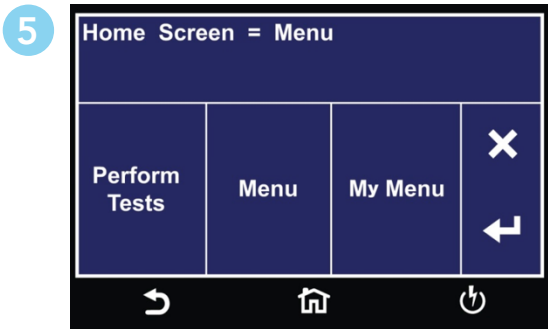 5
Home Screen = Menu
Perform
Tests
Menu
My Menu